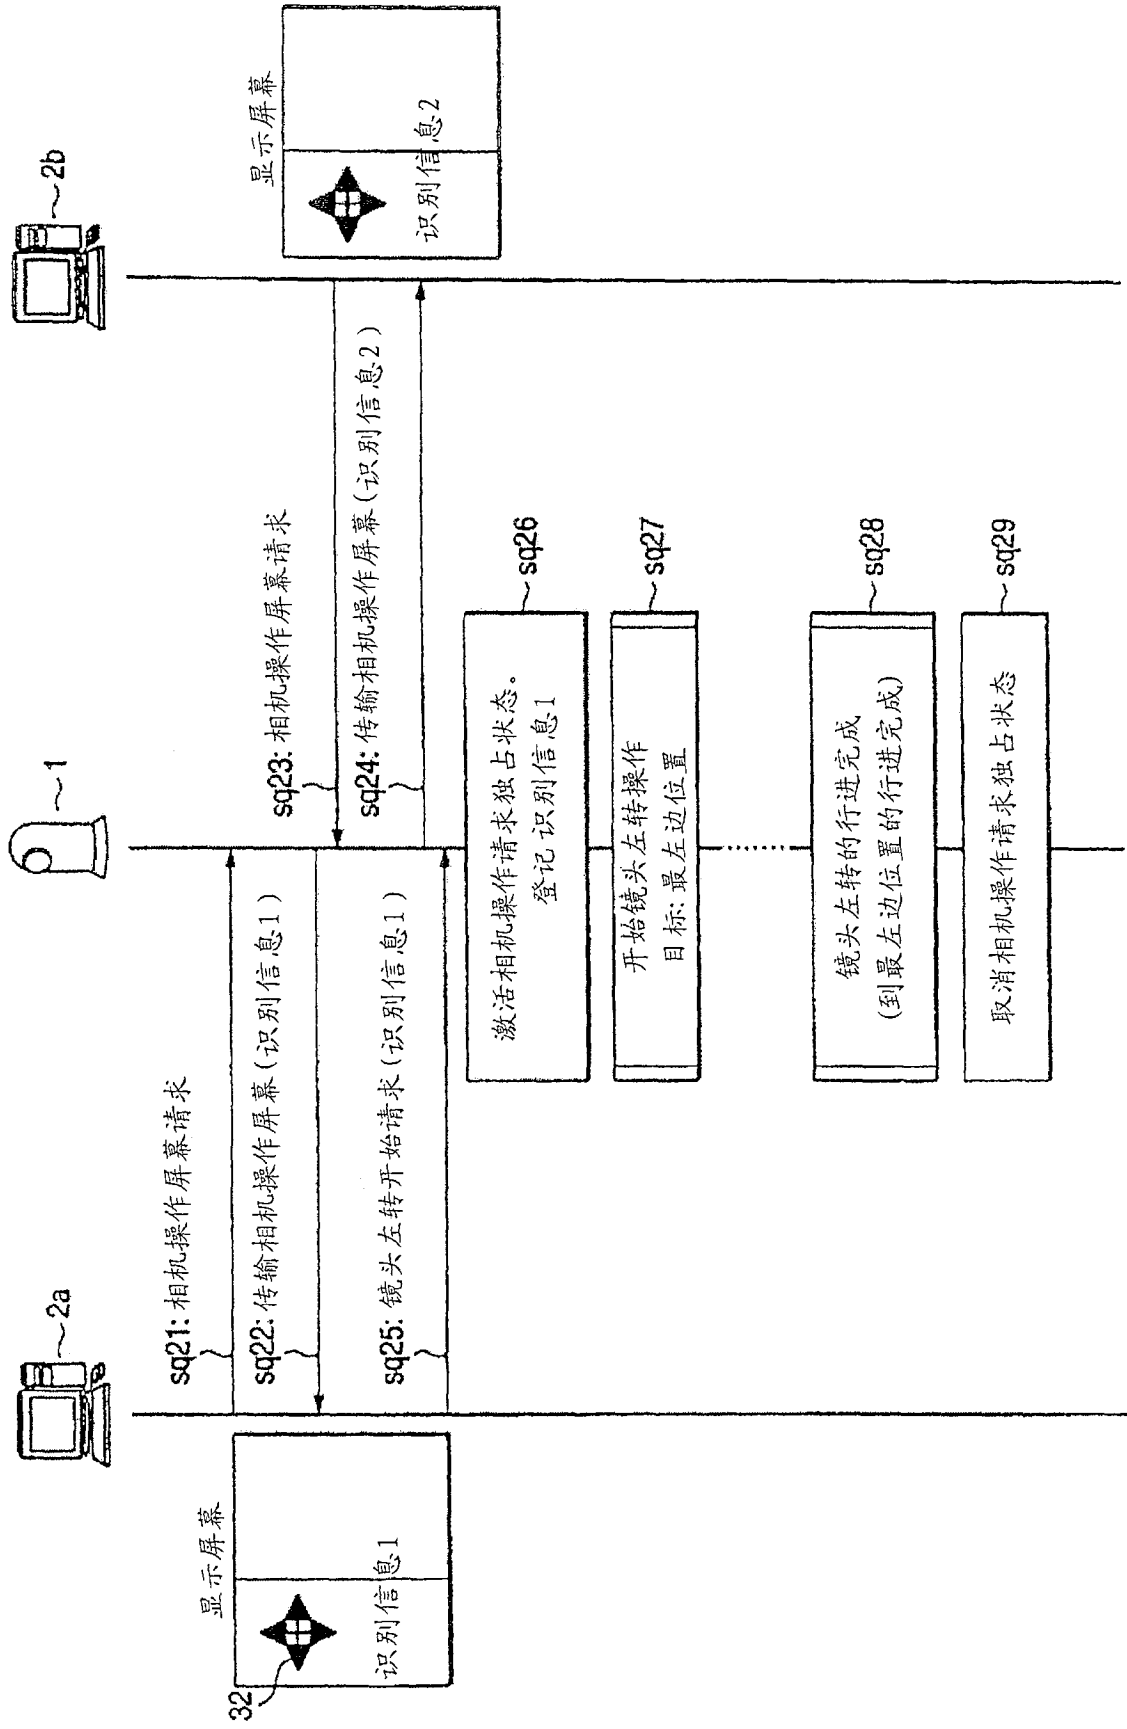 2a
1
2b
显示屏幕
32
识别信息1
sq21: 相机操作屏幕请求
sq22: 传输相机操作屏幕(识别信息1)
sq23: 相机操作屏幕请求
sq24: 传输相机操作屏幕(识别信息2)
显示屏幕
识别信息2
sq25: 镜头左转开始请求(识别信息1)
激活相机操作请求独占状态。
登记识别信息1
sq26
开始镜头左转操作
目标: 最左边位置
sq27
镜头左转的行进完成
(到最左边位置的行进完成)
sq28
取消相机操作请求独占状态
sq29